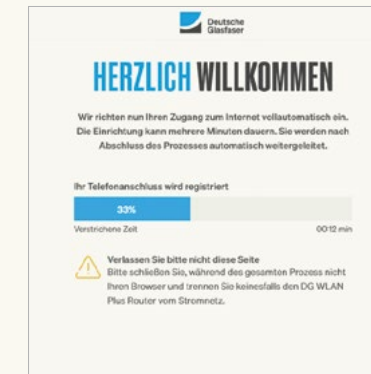 Deutsche
Glasfaser
HERZLICH WILLKOMMEN
Wir richten nun Ihren Zugang zum Internet vollautomatisch ein.
Die Einrichtung kann mehrere Minuten dauern. Sie werden nach
Abschluss des Prozesses automatisch weitergeleitet.
Ihr Telefonanschluss wird registriert
33%
Verstrichene Zeit 00:12 min
Verlassen Sie bitte nicht diese Seite
Bitte schließen Sie, während des gesamten Prozess nicht
Ihren Browser und trennen Sie keinesfalls den DG WLAN
Plus Router vom Stromnetz.